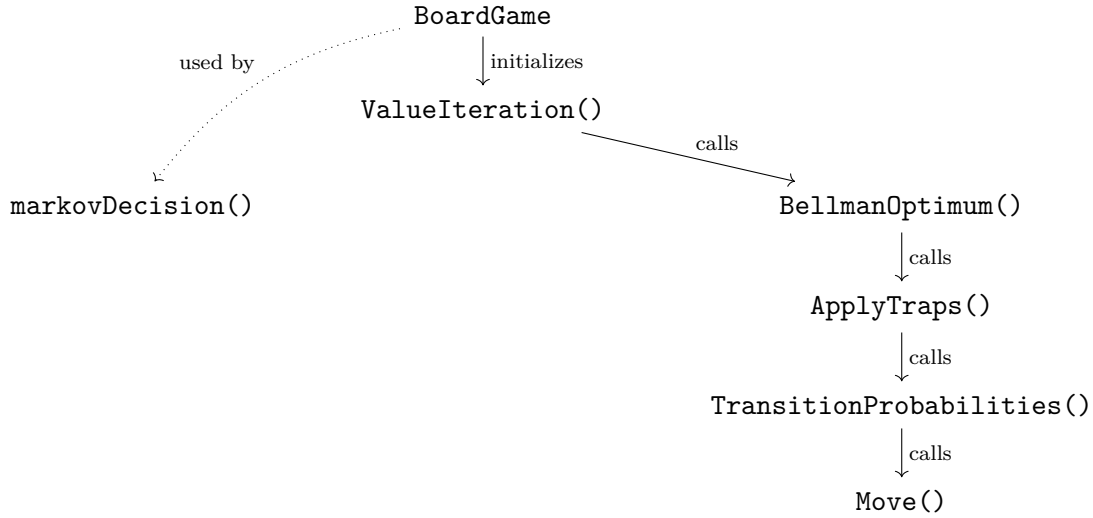 BoardGame
used by
initializes
ValueIteration()
calls
markovDecision()
BellmanOptimum()
calls
ApplyTraps()
calls
TransitionProbabilities()
calls
Move()